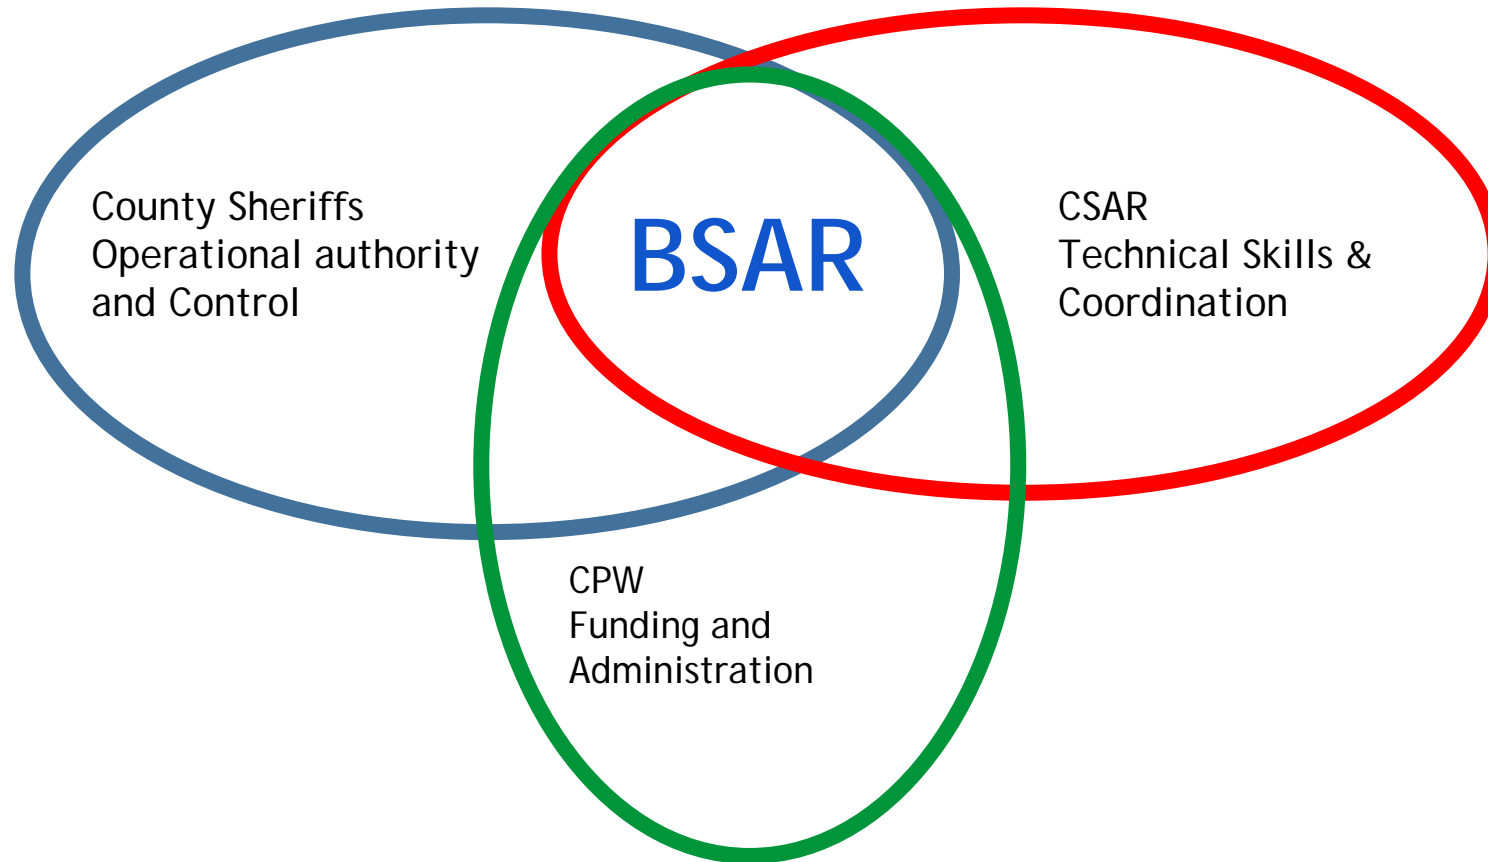 County Sheriffs
Operational authority
and Control
BSAR
CSAR
Technical Skills &
Coordination
CPW
Funding and
Administration